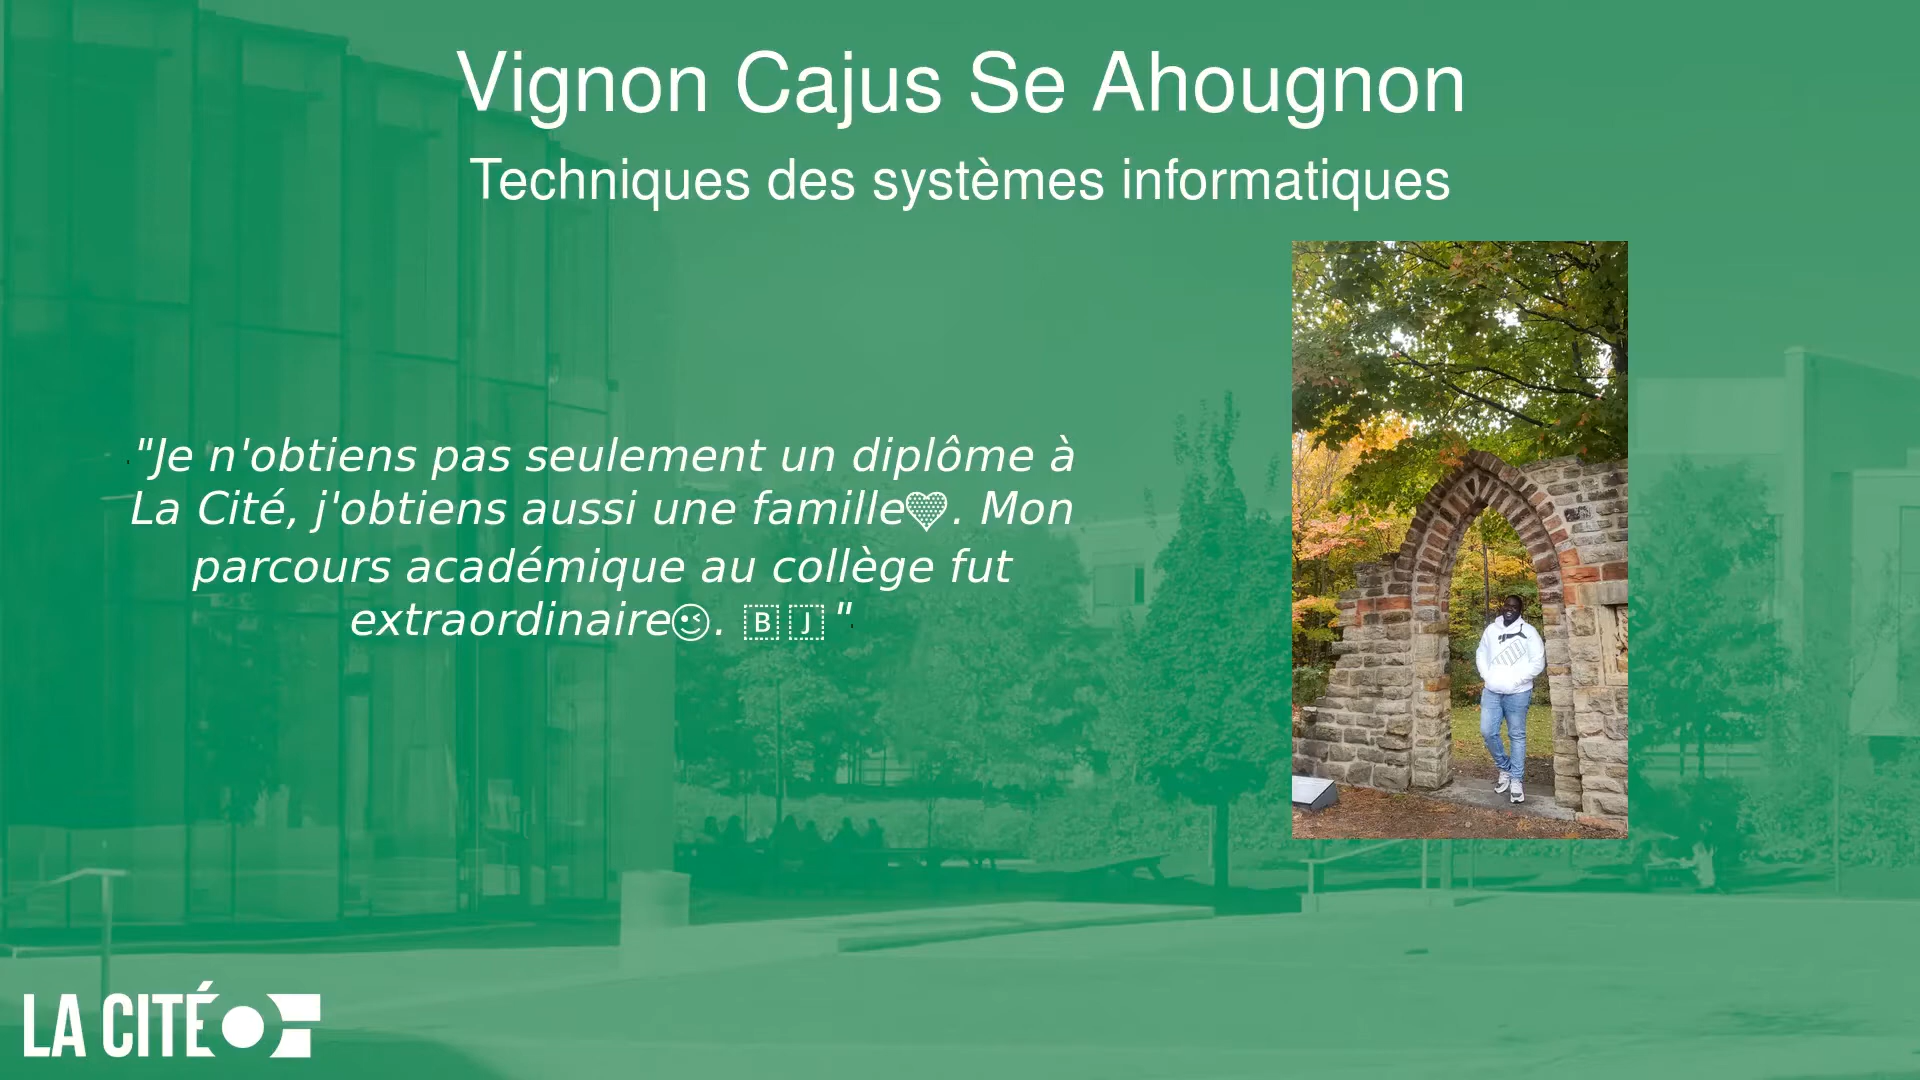 Vignon Cajus Se Ahougnon
Techniques des systèmes informatiques
"Je n'obtiens pas seulement un diplôme à
La Cité, j'obtiens aussi une famille💖. Mon
parcours académique au collège fut
extraordinaire😉. 🇧🇯"
LA CITÉ